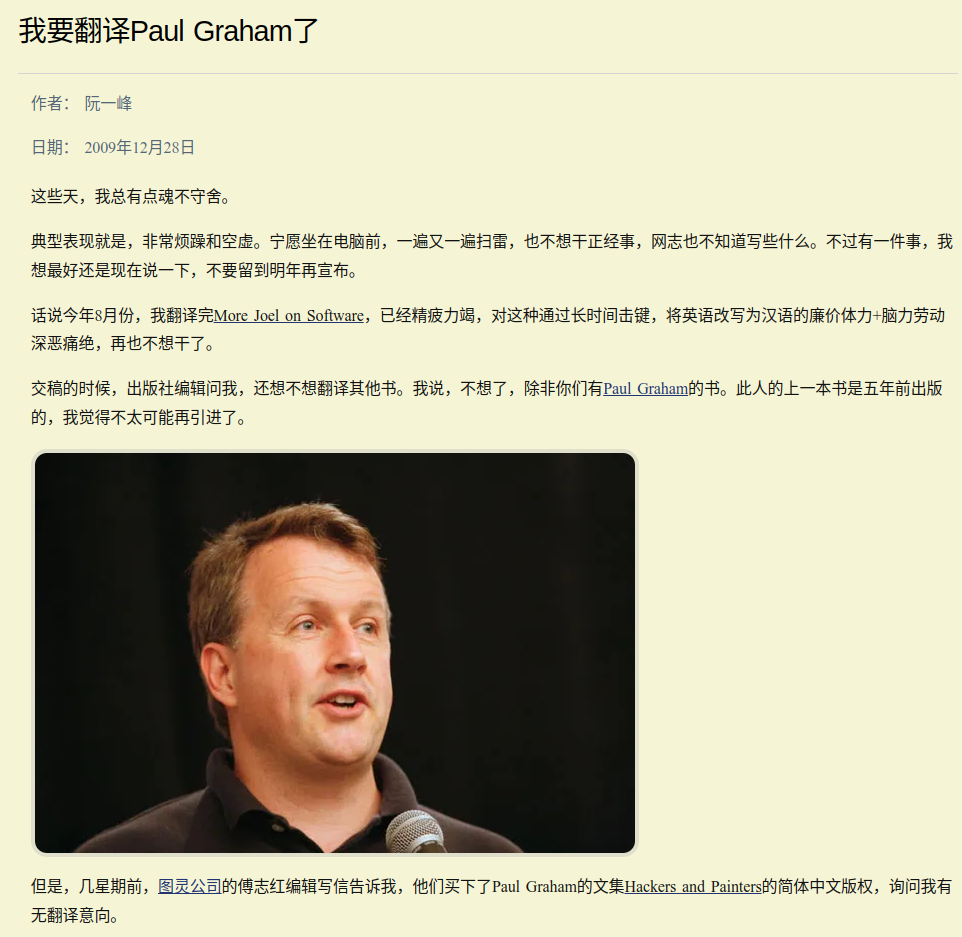 我要翻译Paul Graham了
作者： 阮一峰
日期： 2009年12月28日
这些天，我总有点魂不守舍。
典型表现就是，非常烦躁和空虚。宁愿坐在电脑前，一遍又一遍扫雷，也不想干正经事，网志也不知道写些什么。不过有一件事，我
想最好还是现在说一下，不要留到明年再宣布。
话说今年8月份，我翻译完More Joel on Software，已经精疲力竭，对这种通过长时间击键，将英语改写为汉语的廉价体力+脑力劳动
深恶痛绝，再也不想干了。
交稿的时候，出版社编辑问我，还想不想翻译其他书。我说，不想了，除非你们有Paul Graham的书。此人的上一本书是五年前出版
的，我觉得不太可能再引进了。
但是，几星期前，图灵公司的傅志红编辑写信告诉我，他们买下了Paul Graham的文集Hackers and Painters的简体中文版权，询问我有
无翻译意向。